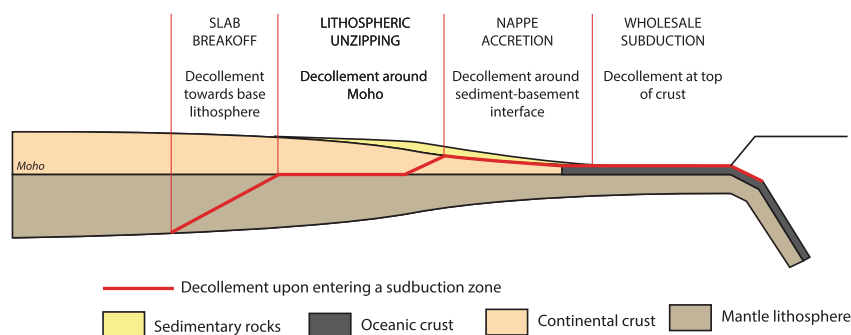 SLAB
BREAKOFF
Decollement
towards base
lithosphere
LITHOSPHERIC
UNZIPPING
Decollement around
Moho
NAPPE
ACCRETION
Decollement around
sediment-basement
interface
WHOLESALE
SUBDUCTION
Decollement at top
of crust
Moho
Decollement upon entering a sudbuction zone
Sedimentary rocks
Oceanic crust
Continental crust
Mantle lithosphere